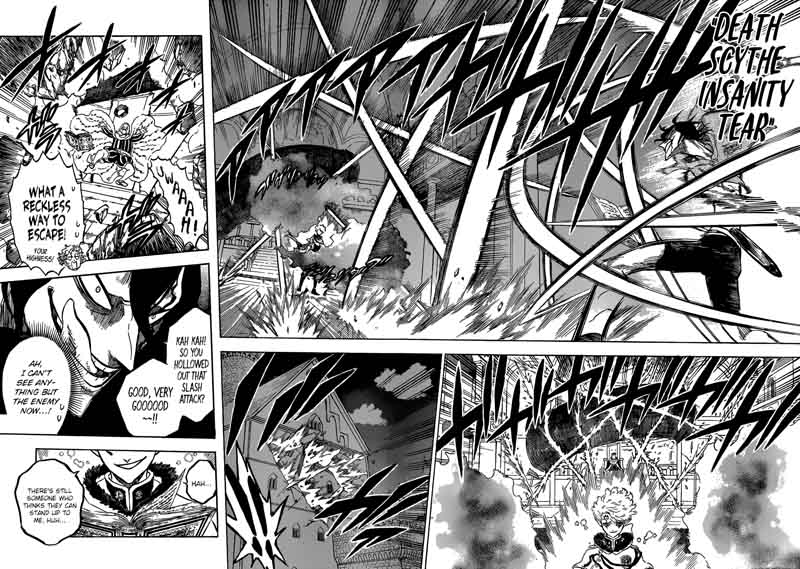 "DEATH
SCYTHE
INSANITY
TEAR"
WHAT A
RECKLESS
WAY TO
ESCAPE!
YOUR
HIGHNESS!
WAAA
AH!
KAH KAH!
SO YOU
HOLLOWED
OUT THAT
SLASH
ATTACK?
GOOD, VERY
GOOOOOD
~~!!
AH,
I CAN'T
SEE ANY-
THING BUT
THE ENEMY
NOW...!
HAH...
THERE'S STILL
SOMEONE WHO
THINKS THEY CAN
STAND UP TO
ME, HUH...